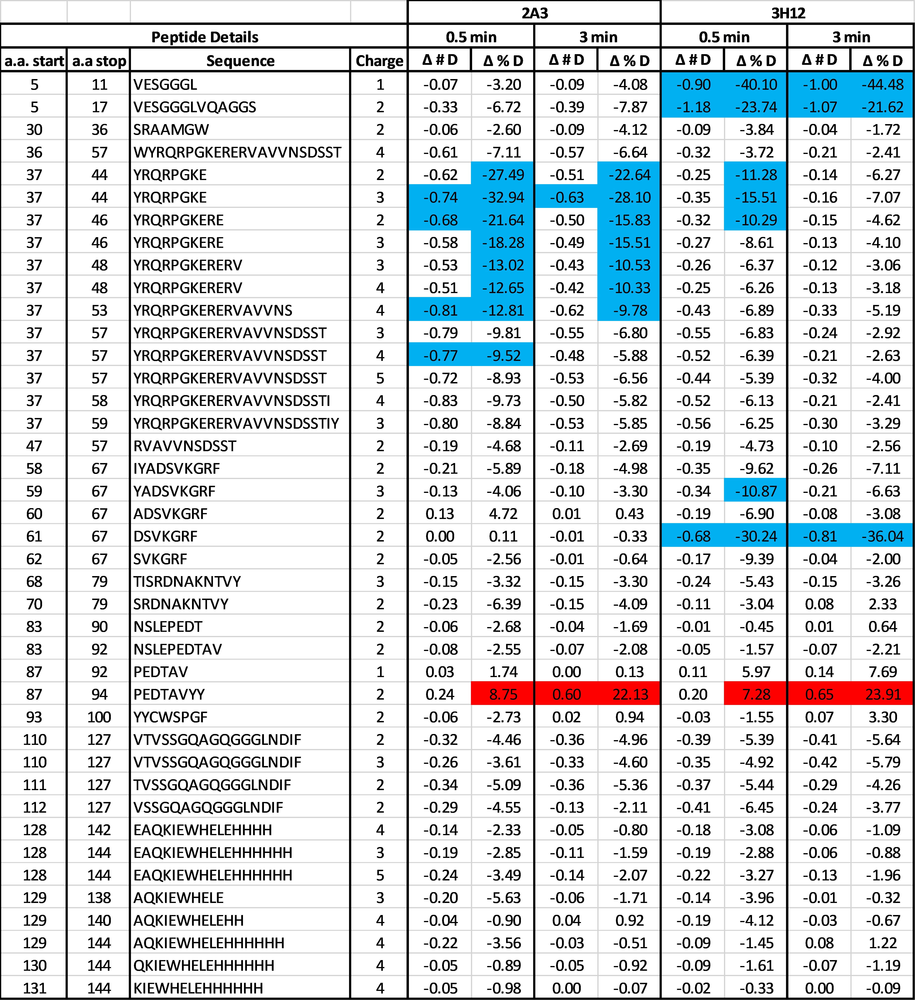 2A3 3H12
Peptide Details 0.5 min 3 min 0.5 min 3 min
a.a. start a.a stop Sequence Charge Δ # D Δ % D Δ # D Δ % D Δ # D Δ % D Δ # D Δ % D
5 11 VESGGGL 1 -0.07 -3.20 -0.09 -4.08 -0.90 -40.10 -1.00 -44.48
5 17 VESGGGLVQAGGS 2 -0.33 -6.72 -0.39 -7.87 -1.18 -23.74 -1.07 -21.62
30 36 SRAAMGW 2 -0.06 -2.60 -0.09 -4.12 -0.09 -3.84 -0.04 -1.72
36 57 WYRQRPGKERERVAVVNSDSST 4 -0.61 -7.11 -0.57 -6.64 -0.32 -3.72 -0.21 -2.41
37 44 YRQRPGKE 2 -0.62 -27.49 -0.51 -22.64 -0.25 -11.28 -0.14 -6.27
37 44 YRQRPGKE 3 -0.74 -32.94 -0.63 -28.10 -0.35 -15.51 -0.16 -7.07
37 46 YRQRPGKERE 2 -0.68 -21.64 -0.50 -15.83 -0.32 -10.29 -0.15 -4.62
37 46 YRQRPGKERE 3 -0.58 -18.28 -0.49 -15.51 -0.27 -8.61 -0.13 -4.10
37 48 YRQRPGKERERV 3 -0.53 -13.02 -0.43 -10.53 -0.26 -6.37 -0.12 -3.06
37 48 YRQRPGKERERV 4 -0.51 -12.65 -0.42 -10.33 -0.25 -6.26 -0.13 -3.18
37 53 YRQRPGKERERVAVVNS 4 -0.81 -12.81 -0.62 -9.78 -0.43 -6.89 -0.33 -5.19
37 57 YRQRPGKERERVAVVNSDSST 3 -0.79 -9.81 -0.55 -6.80 -0.55 -6.83 -0.24 -2.92
37 57 YRQRPGKERERVAVVNSDSST 4 -0.77 -9.52 -0.48 -5.88 -0.52 -6.39 -0.21 -2.63
37 57 YRQRPGKERERVAVVNSDSST 5 -0.72 -8.93 -0.53 -6.56 -0.44 -5.39 -0.32 -4.00
37 58 YRQRPGKERERVAVVNSDSSTI 4 -0.83 -9.73 -0.50 -5.82 -0.52 -6.13 -0.21 -2.41
37 59 YRQRPGKERERVAVVNSDSSTIY 3 -0.80 -8.84 -0.53 -5.85 -0.56 -6.25 -0.30 -3.29
47 57 RVAVVNSDSST 2 -0.19 -4.68 -0.11 -2.69 -0.19 -4.73 -0.10 -2.56
58 67 IYADSVKGRF 2 -0.21 -5.89 -0.18 -4.98 -0.35 -9.62 -0.26 -7.11
59 67 YADSVKGRF 3 -0.13 -4.06 -0.10 -3.30 -0.34 -10.87 -0.21 -6.63
60 67 ADSVKGRF 2 0.13 4.72 0.01 0.43 -0.19 -6.90 -0.08 -3.08
61 67 DSVKGRF 2 0.00 0.11 -0.01 -0.33 -0.68 -30.24 -0.81 -36.04
62 67 SVKGRF 2 -0.05 -2.56 -0.01 -0.64 -0.17 -9.39 -0.04 -2.00
68 79 TISRDNAKNTVY 3 -0.15 -3.32 -0.15 -3.30 -0.24 -5.43 -0.15 -3.26
70 79 SRDNAKNTVY 2 -0.23 -6.39 -0.15 -4.09 -0.11 -3.04 0.08 2.33
83 90 NSLEPEDT 2 -0.06 -2.68 -0.04 -1.69 -0.01 -0.45 0.01 0.64
83 92 NSLEPEDTAV 2 -0.08 -2.55 -0.07 -2.08 -0.05 -1.57 -0.07 -2.21
87 92 PEDTAV 1 0.03 1.74 0.00 0.13 0.11 5.97 0.14 7.69
87 94 PEDTAVYY 2 0.24 8.75 0.60 22.13 0.20 7.28 0.65 23.91
93 100 YYCWSPGF 2 -0.06 -2.73 0.02 0.94 -0.03 -1.55 0.07 3.30
110 127 VTVSSGQAGQGGGLNDIF 2 -0.32 -4.46 -0.36 -4.96 -0.39 -5.39 -0.41 -5.64
110 127 VTVSSGQAGQGGGLNDIF 3 -0.26 -3.61 -0.33 -4.60 -0.35 -4.92 -0.42 -5.79
111 127 TVSSGQAGQGGGLNDIF 2 -0.34 -5.09 -0.36 -5.36 -0.37 -5.44 -0.29 -4.26
112 127 VSSGQAGQGGGLNDIF 2 -0.29 -4.55 -0.13 -2.11 -0.41 -6.45 -0.24 -3.77
128 142 EAQKIEWHELEHHHH 4 -0.14 -2.33 -0.05 -0.80 -0.18 -3.08 -0.06 -1.09
128 144 EAQKIEWHELEHHHHHH 3 -0.19 -2.85 -0.11 -1.59 -0.19 -2.88 -0.06 -0.88
128 144 EAQKIEWHELEHHHHHH 5 -0.24 -3.49 -0.14 -2.07 -0.22 -3.27 -0.13 -1.96
129 138 AQKIEWHELE 3 -0.20 -5.63 -0.06 -1.71 -0.14 -3.96 -0.01 -0.32
129 140 AQKIEWHELEHH 4 -0.04 -0.90 0.04 0.92 -0.19 -4.12 -0.03 -0.67
129 144 AQKIEWHELEHHHHHH 4 -0.22 -3.56 -0.03 -0.51 -0.09 -1.45 0.08 1.22
130 144 QKIEWHELEHHHHHH 4 -0.05 -0.89 -0.05 -0.92 -0.09 -1.61 -0.07 -1.19
131 144 KIEWHELEHHHHHH 4 -0.05 -0.98 0.00 -0.07 -0.02 -0.33 0.00 -0.09